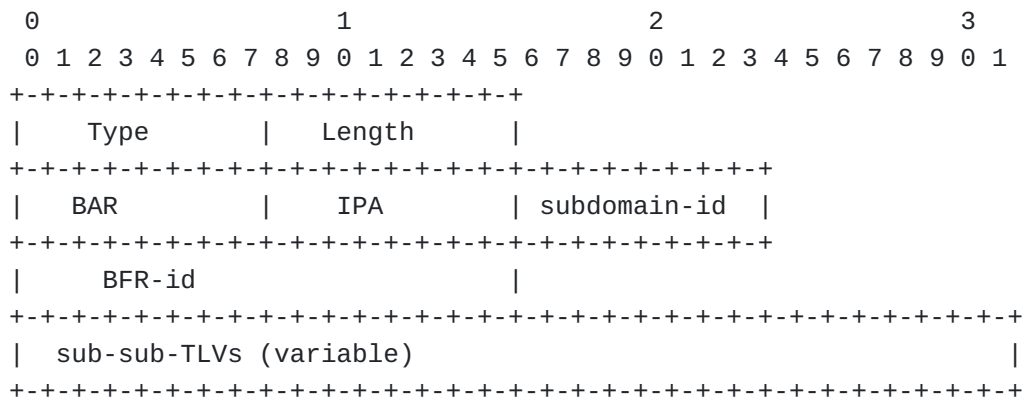 0                   1                   2                   3
 0 1 2 3 4 5 6 7 8 9 0 1 2 3 4 5 6 7 8 9 0 1 2 3 4 5 6 7 8 9 0 1
+-+-+-+-+-+-+-+-+-+-+-+-+-+-+-+-+
|    Type       |   Length      |
+-+-+-+-+-+-+-+-+-+-+-+-+-+-+-+-+-+-+-+-+-+-+-+-+
|   BAR         |    IPA        | subdomain-id  |
+-+-+-+-+-+-+-+-+-+-+-+-+-+-+-+-+-+-+-+-+-+-+-+-+
|     BFR-id                    |
+-+-+-+-+-+-+-+-+-+-+-+-+-+-+-+-+-+-+-+-+-+-+-+-+-+-+-+-+-+-+-+-+
|  sub-sub-TLVs (variable)                                      |
+-+-+-+-+-+-+-+-+-+-+-+-+-+-+-+-+-+-+-+-+-+-+-+-+-+-+-+-+-+-+-+-+